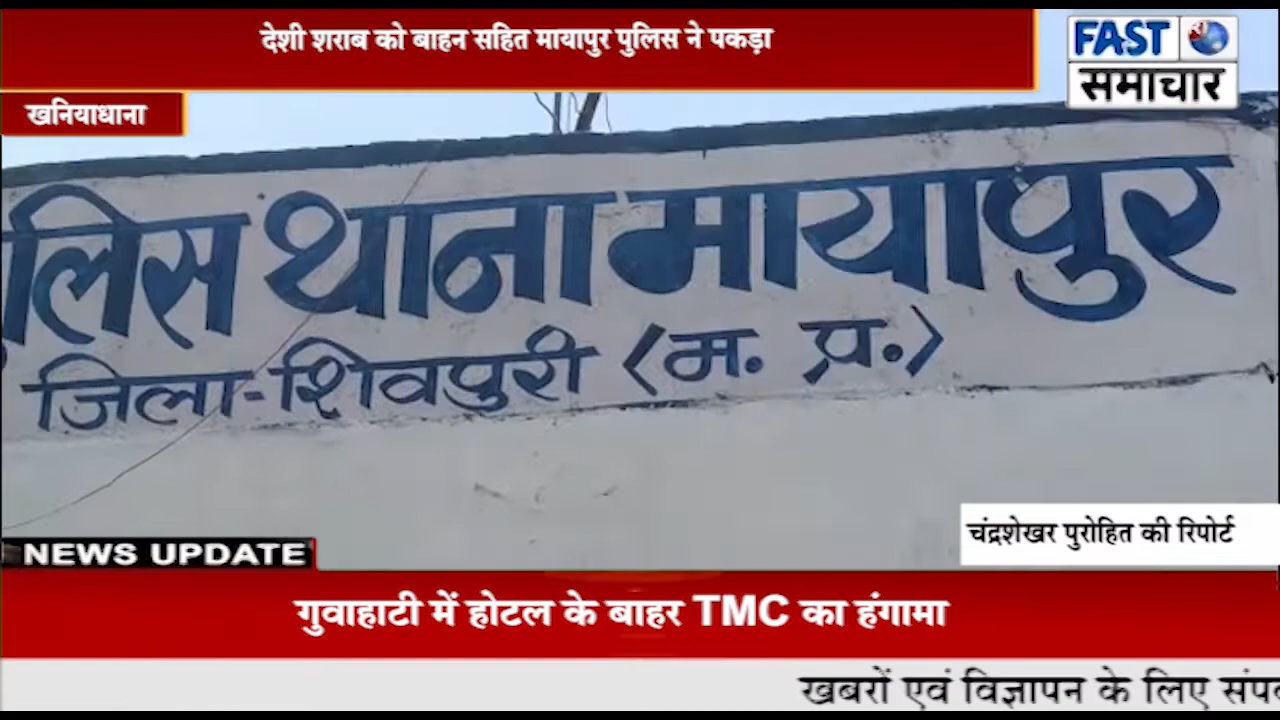 देशी शराब को बाहन सहित मायापुर पुलिस ने पकड़ा
FAST
समाचार
खनियाधाना
लिस थाना मायापुर
जिला-शिवपुरी (म. प्र.)
चंद्रशेखर पुरोहित की रिपोर्ट
NEWS UPDATE
गुवाहाटी में होटल के बाहर TMC का हंगामा
खबरों एवं विज्ञापन के लिए